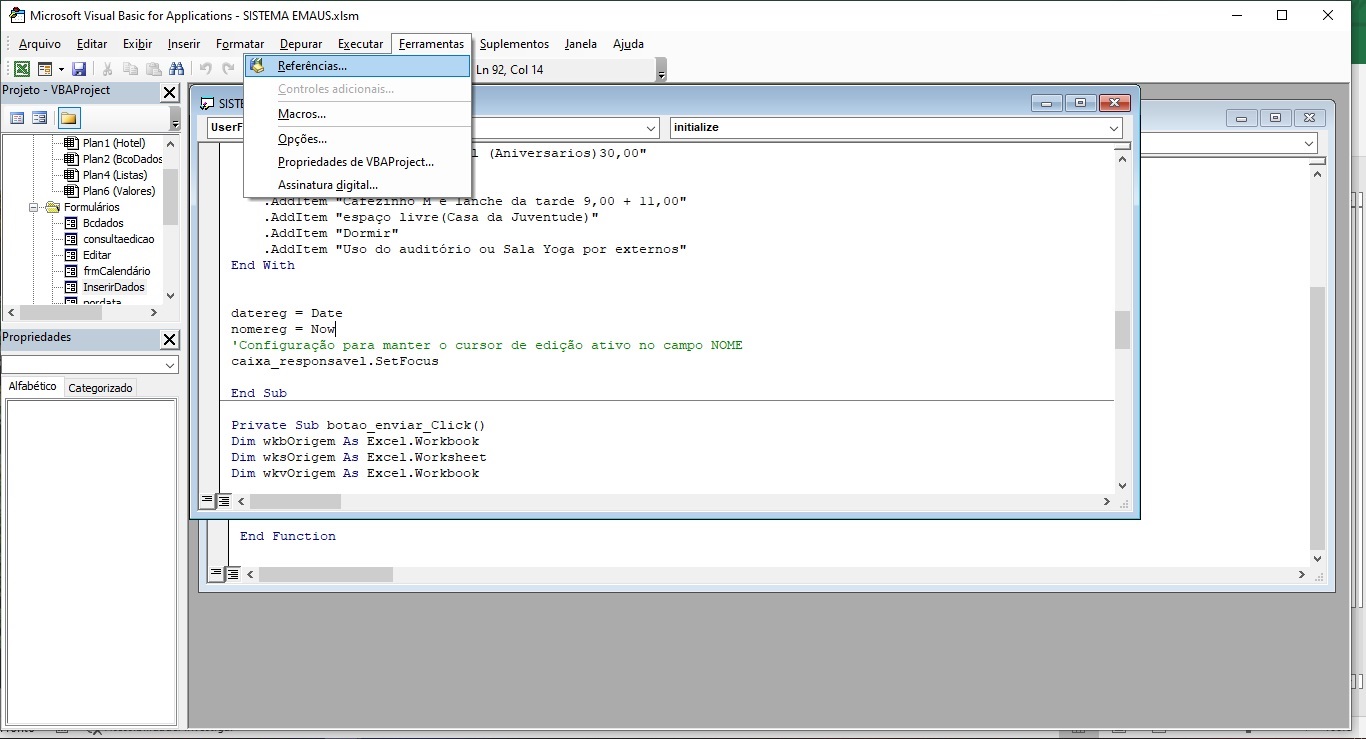 Microsoft Visual Basic for Applications - SISTEMA EMAUS.xlsm
Arquivo Editar Exibir Inserir Formatar Depurar Executar Ferramentas Suplementos Janela Ajuda
Ln 92, Col 14
Referências...
Controles adicionais...
Macros...
Opções...
Propriedades de VBAProject...
Assinatura digital...
Projeto - VBAProject
Plan1 (Hotel)
Plan2 (BcoDados
Plan4 (Listas)
Plan6 (Valores)
Formulários
Bcdados
consultaedicao
Editar
frmCalendário
InserirDados
Propriedades
Alfabético Categorizado
SISTE
UserF
initialize
l (Aniversarios)30,00"
.AddItem "Cafezinho M e lanche da tarde 9,00 + 11,00"
.AddItem "espaço livre(Casa da Juventude)"
.AddItem "Dormir"
.AddItem "Uso do auditório ou Sala Yoga por externos"
End With
datereg = Date
nomereg = Now
'Configuração para manter o cursor de edição ativo no campo NOME
caixa_responsavel.SetFocus
End Sub
Private Sub botao_enviar_Click()
Dim wkbOrigem As Excel.Workbook
Dim wksOrigem As Excel.Worksheet
Dim wkvOrigem As Excel.Workbook
End Function